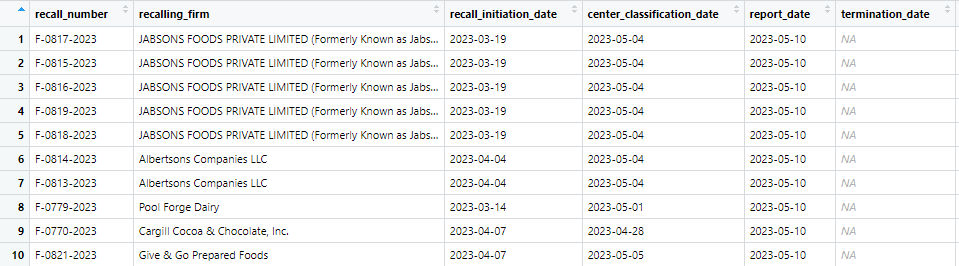 recall_number recalling_firm recall_initiation_date center_classification_date report_date termination_date
1 F-0817-2023 JABSONS FOODS PRIVATE LIMITED (Formerly Known as Jabs... 2023-03-19 2023-05-04 2023-05-10 NA
2 F-0815-2023 JABSONS FOODS PRIVATE LIMITED (Formerly Known as Jabs... 2023-03-19 2023-05-04 2023-05-10 NA
3 F-0816-2023 JABSONS FOODS PRIVATE LIMITED (Formerly Known as Jabs... 2023-03-19 2023-05-04 2023-05-10 NA
4 F-0819-2023 JABSONS FOODS PRIVATE LIMITED (Formerly Known as Jabs... 2023-03-19 2023-05-04 2023-05-10 NA
5 F-0818-2023 JABSONS FOODS PRIVATE LIMITED (Formerly Known as Jabs... 2023-03-19 2023-05-04 2023-05-10 NA
6 F-0814-2023 Albertsons Companies LLC 2023-04-04 2023-05-04 2023-05-10 NA
7 F-0813-2023 Albertsons Companies LLC 2023-04-04 2023-05-04 2023-05-10 NA
8 F-0779-2023 Pool Forge Dairy 2023-03-14 2023-05-01 2023-05-10 NA
9 F-0770-2023 Cargill Cocoa & Chocolate, Inc. 2023-04-07 2023-04-28 2023-05-10 NA
10 F-0821-2023 Give & Go Prepared Foods 2023-04-07 2023-05-05 2023-05-10 NA